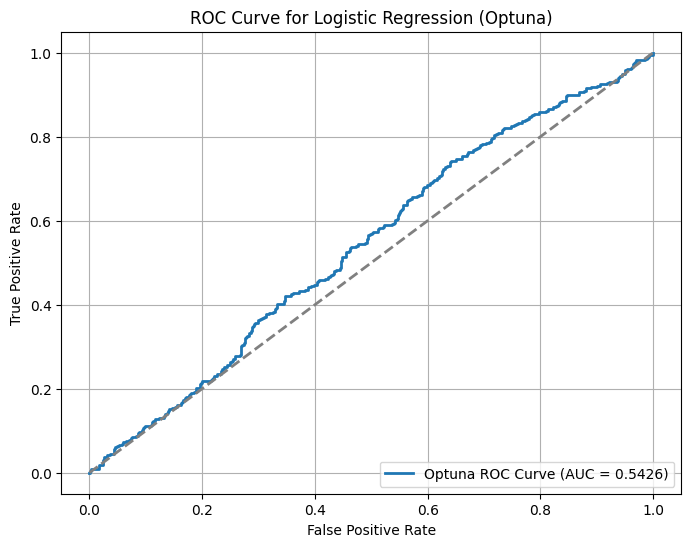 ROC Curve for Logistic Regression (Optuna)
True Positive Rate
1.0
0.8
0.6
0.4
0.2
0.0
Optuna ROC Curve (AUC = 0.5426)
0.0 0.2 0.4 0.6 0.8 1.0
False Positive Rate